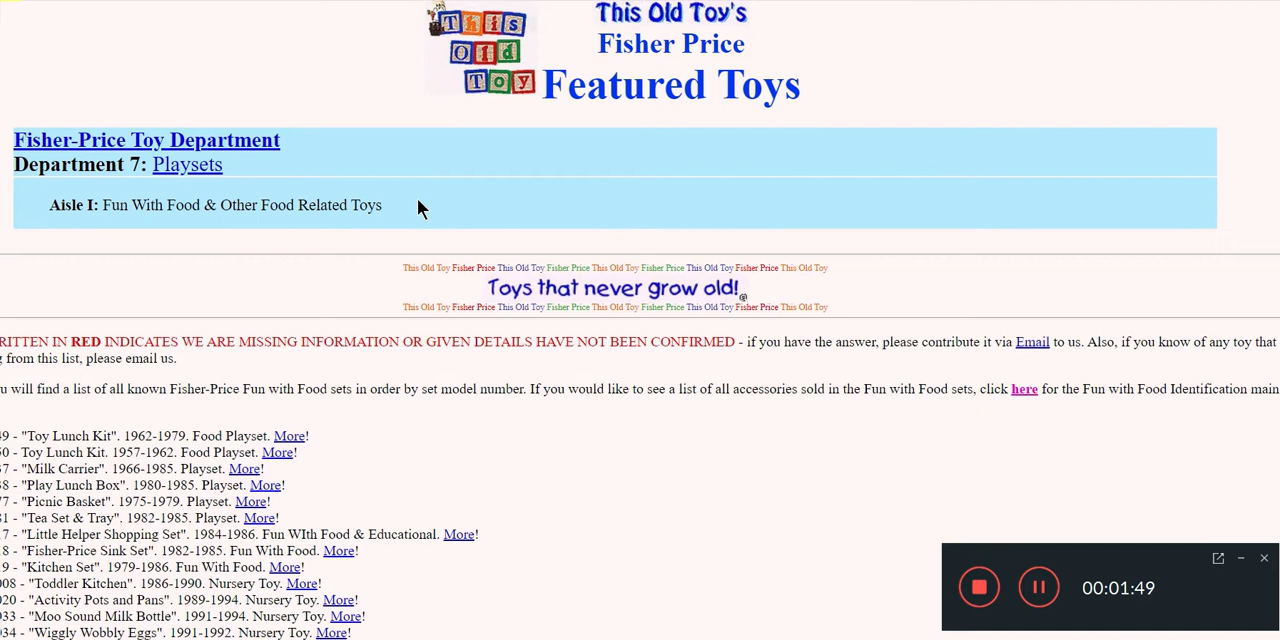 This Old Toy
This Old Toy's
Fisher Price
Featured Toys
Fisher-Price Toy Department
Department 7: Playsets
Aisle I: Fun With Food & Other Food Related Toys
This Old Toy Fisher Price This Old Toy Fisher Price This Old Toy Fisher Price This Old Toy Fisher Price This Old Toy
Toys that never grow old!@
This Old Toy Fisher Price This Old Toy Fisher Price This Old Toy Fisher Price This Old Toy Fisher Price This Old Toy
RITTEN IN RED INDICATES WE ARE MISSING INFORMATION OR GIVEN DETAILS HAVE NOT BEEN CONFIRMED - if you have the answer, please contribute it via Email to us. Also, if you know of any toy that
g from this list, please email us.
u will find a list of all known Fisher-Price Fun with Food sets in order by set model number. If you would like to see a list of all accessories sold in the Fun with Food sets, click here for the Fun with Food Identification main
49 - "Toy Lunch Kit". 1962-1979. Food Playset. More!
50 - Toy Lunch Kit. 1957-1962. Food Playset. More!
37 - "Milk Carrier". 1966-1985. Playset. More!
38 - "Play Lunch Box". 1980-1985. Playset. More!
77 - "Picnic Basket". 1975-1979. Playset. More!
81 - "Tea Set & Tray". 1982-1985. Playset. More!
17 - "Little Helper Shopping Set". 1984-1986. Fun WIth Food & Educational. More!
18 - "Fisher-Price Sink Set". 1982-1985. Fun With Food. More!
19 - "Kitchen Set". 1979-1986. Fun With Food. More!
008 - "Toddler Kitchen". 1986-1990. Nursery Toy. More!
020 - "Activity Pots and Pans". 1989-1994. Nursery Toy. More!
033 - "Moo Sound Milk Bottle". 1991-1994. Nursery Toy. More!
034 - "Wiggly Wobbly Eggs". 1991-1992. Nursery Toy. More!
00:01:49